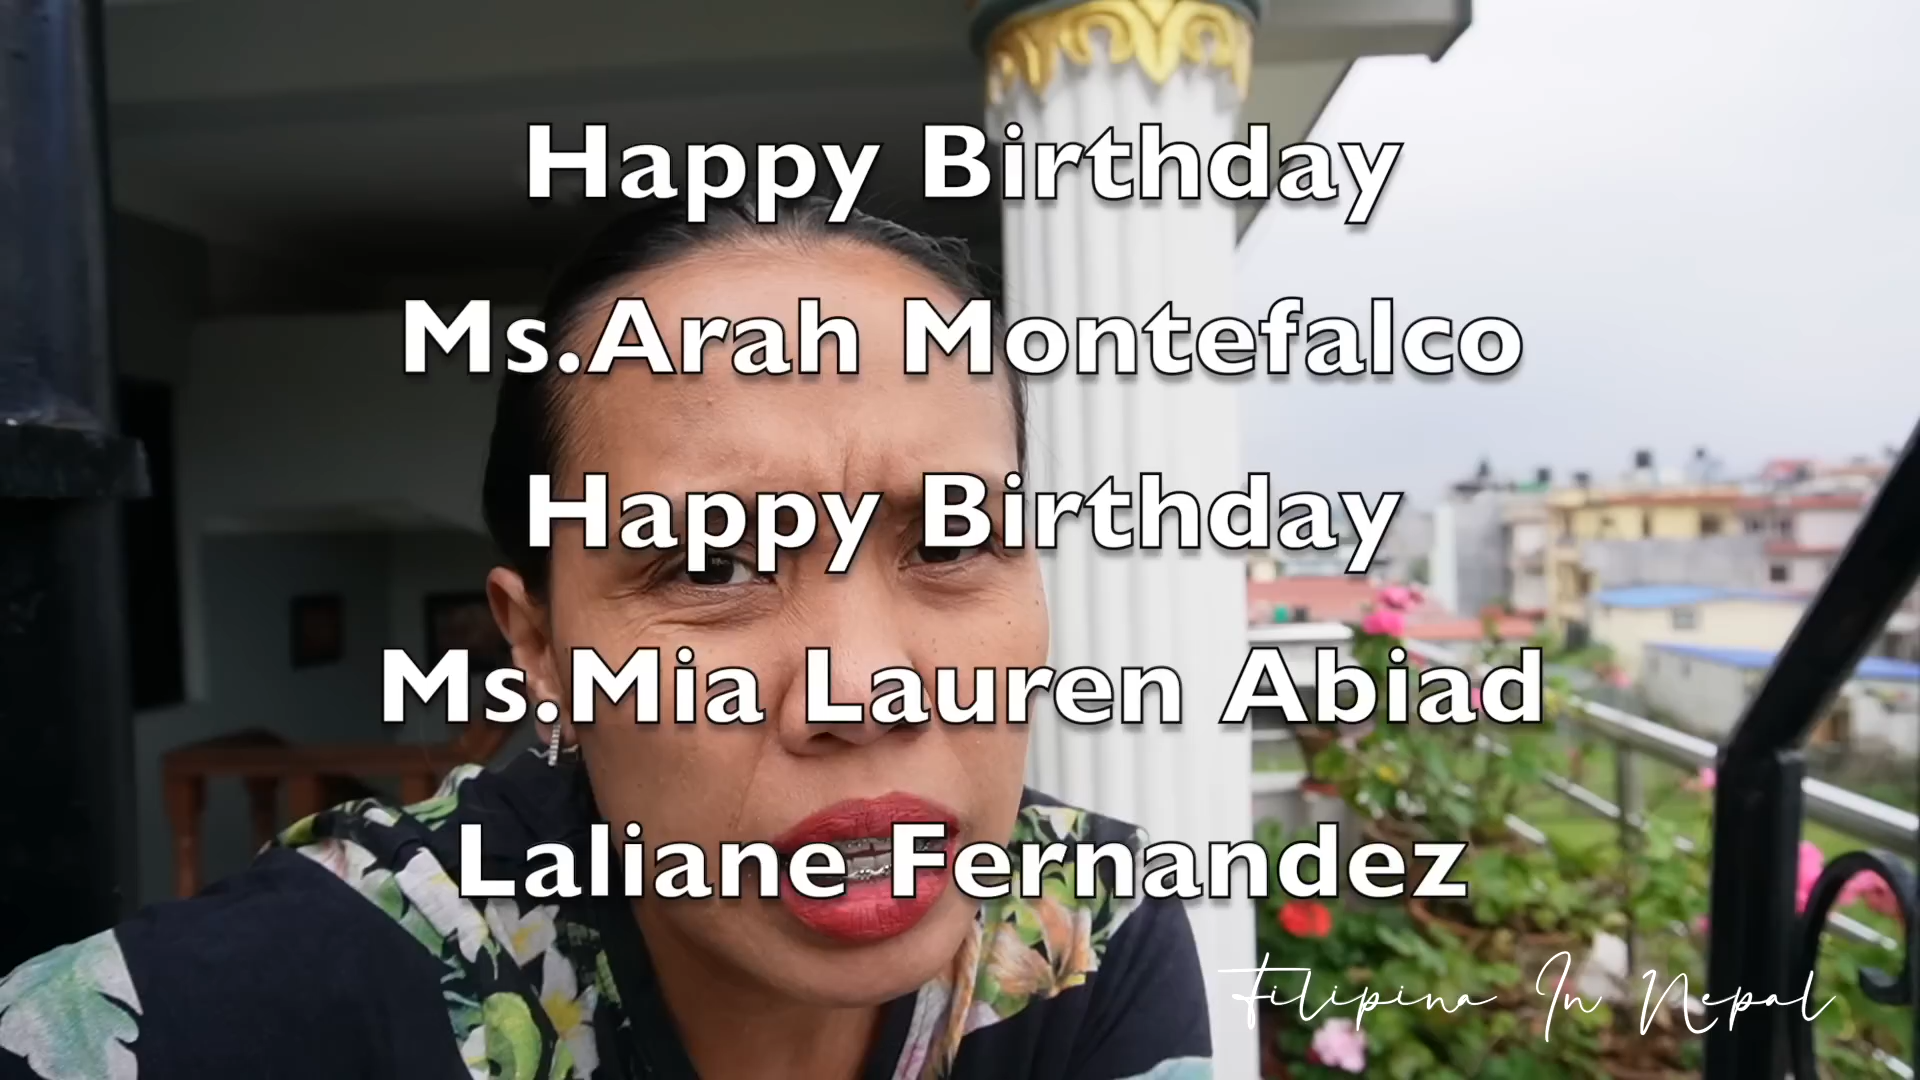 Happy Birthday
Ms.Arah Montefalco
Happy Birthday
Ms.Mia Lauren Abiad
Laliane Fernandez
Filipina In Nepal